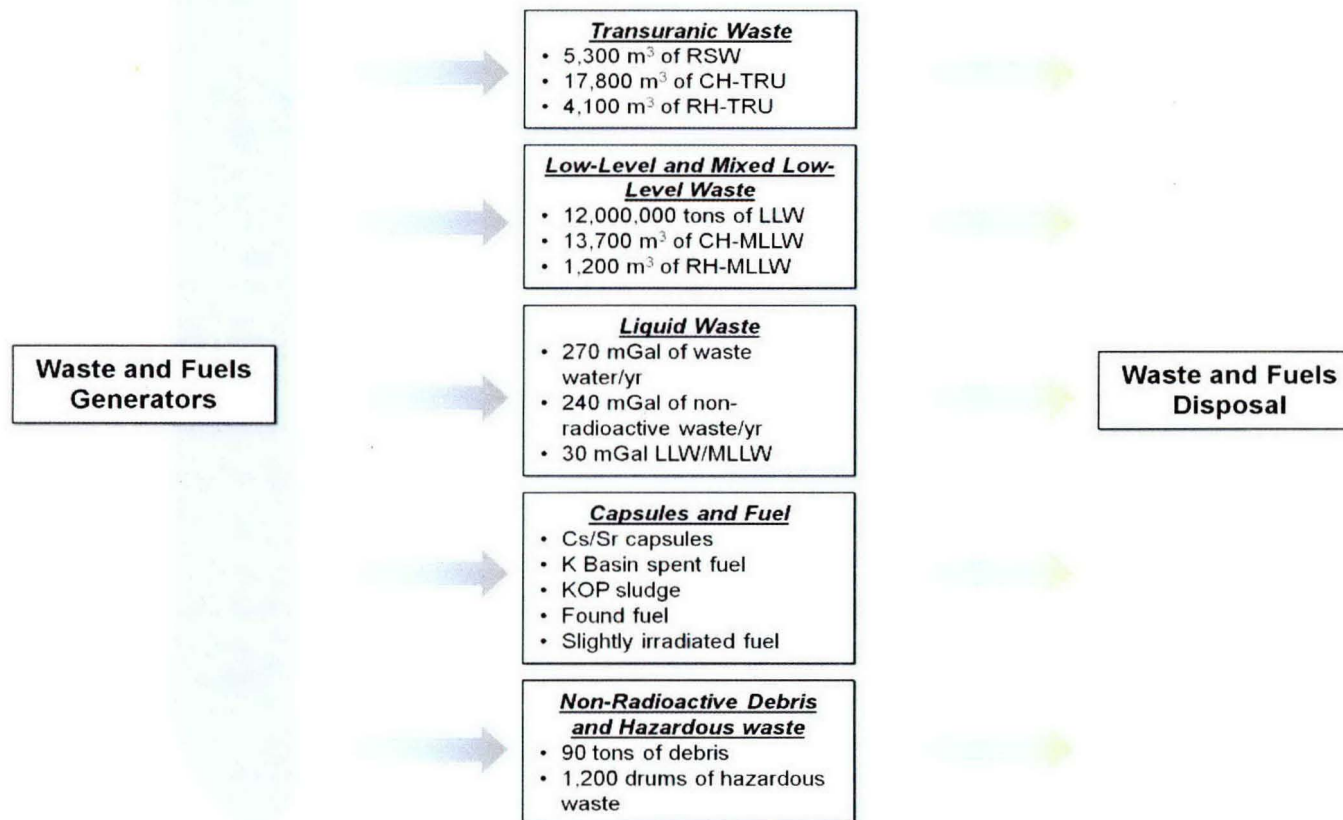 Transuranic Waste
• 5,300 m³ of RSW
• 17,800 m³ of CH-TRU
• 4,100 m³ of RH-TRU
Low-Level and Mixed Low-
Level Waste
• 12,000,000 tons of LLW
• 13,700 m³ of CH-MLLW
• 1,200 m³ of RH-MLLW
Waste and Fuels
Generators
Liquid Waste
• 270 mGal of waste
water/yr
• 240 mGal of non-
radioactive waste/yr
• 30 mGal LLW/MLLW
Waste and Fuels
Disposal
Capsules and Fuel
• Cs/Sr capsules
• K Basin spent fuel
• KOP sludge
• Found fuel
• Slightly irradiated fuel
Non-Radioactive Debris
and Hazardous waste
• 90 tons of debris
• 1,200 drums of hazardous
waste